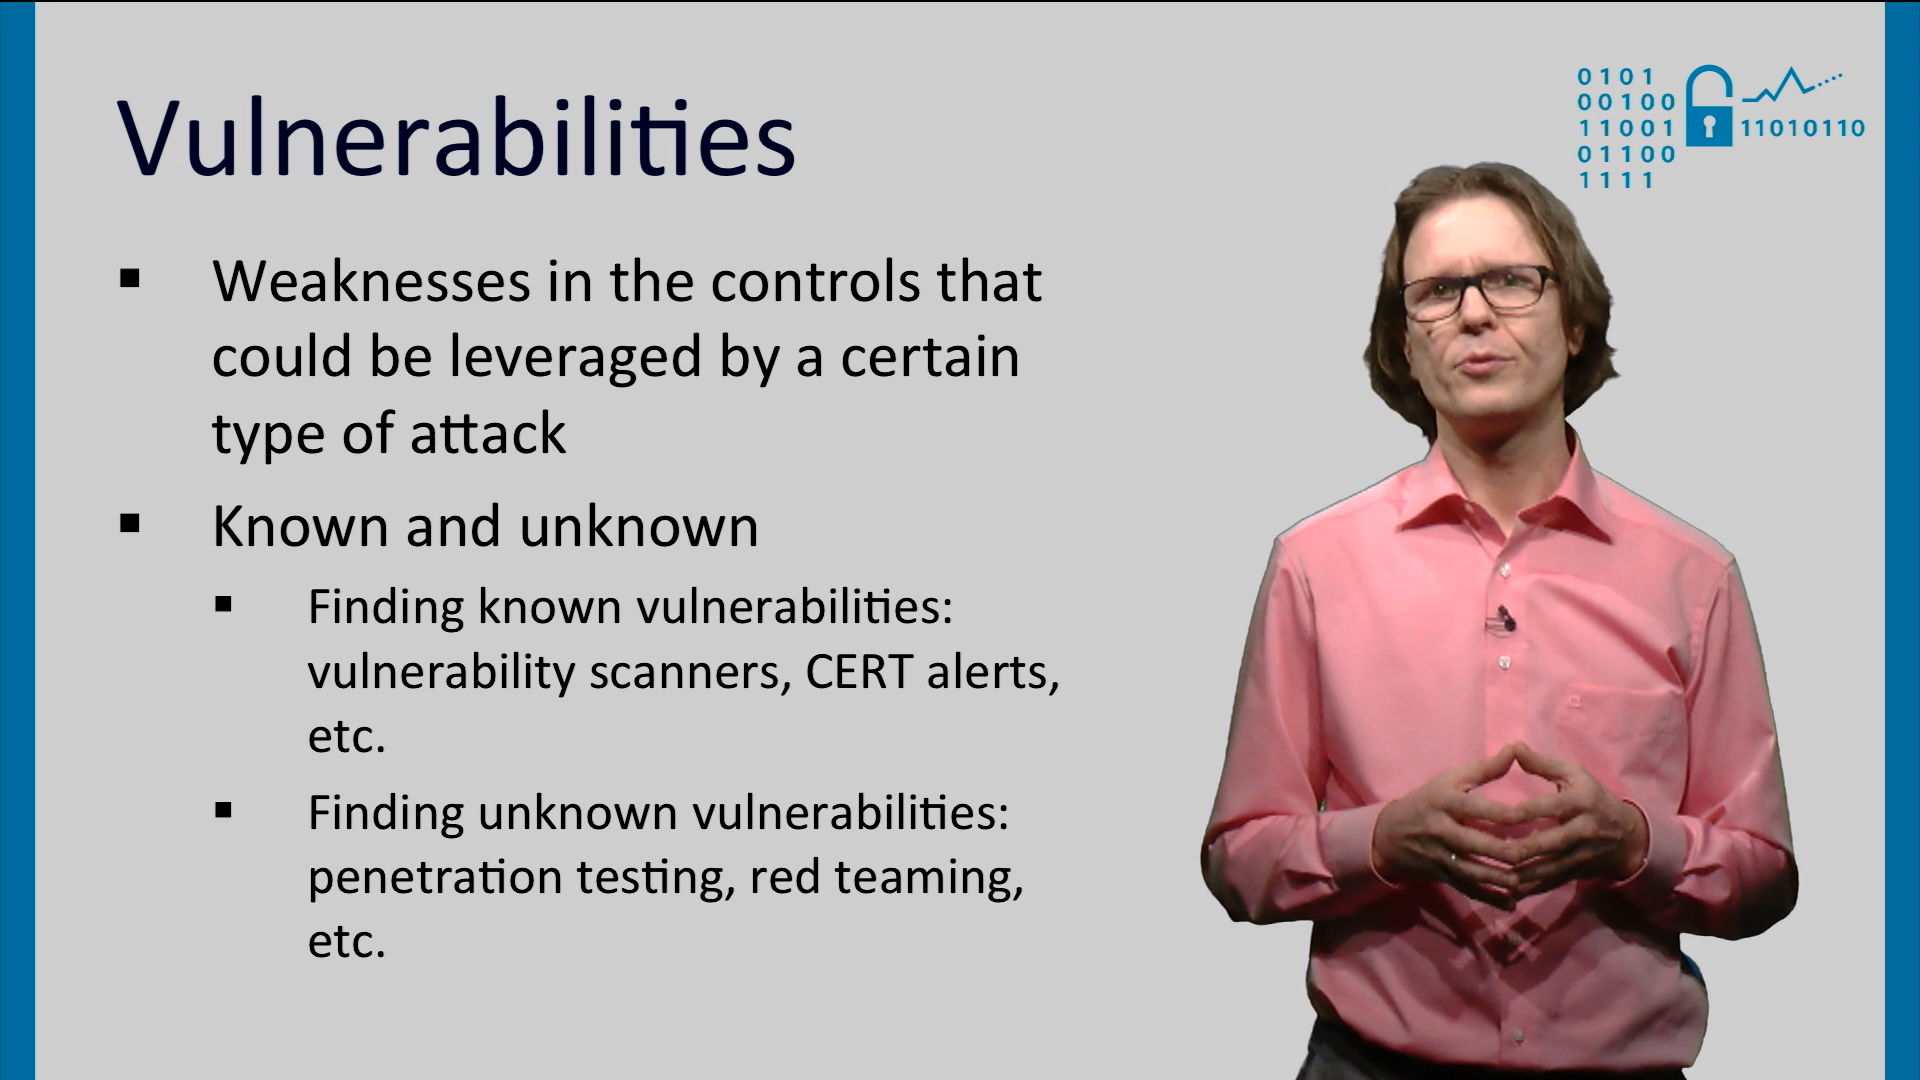 Vulnerabilities
0101
00100
11001
01100
1111
11010110
Weaknesses in the controls that
could be leveraged by a certain
type of attack
Known and unknown
Finding known vulnerabilities:
vulnerability scanners, CERT alerts,
etc.
Finding unknown vulnerabilities:
penetration testing, red teaming,
etc.